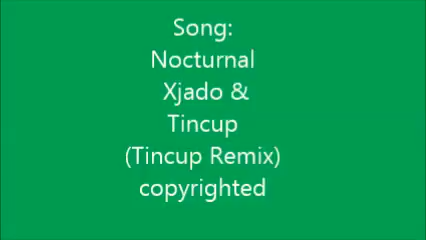 Song:
Nocturnal
Xjado &
Tincup
(Tincup Remix)
copyrighted